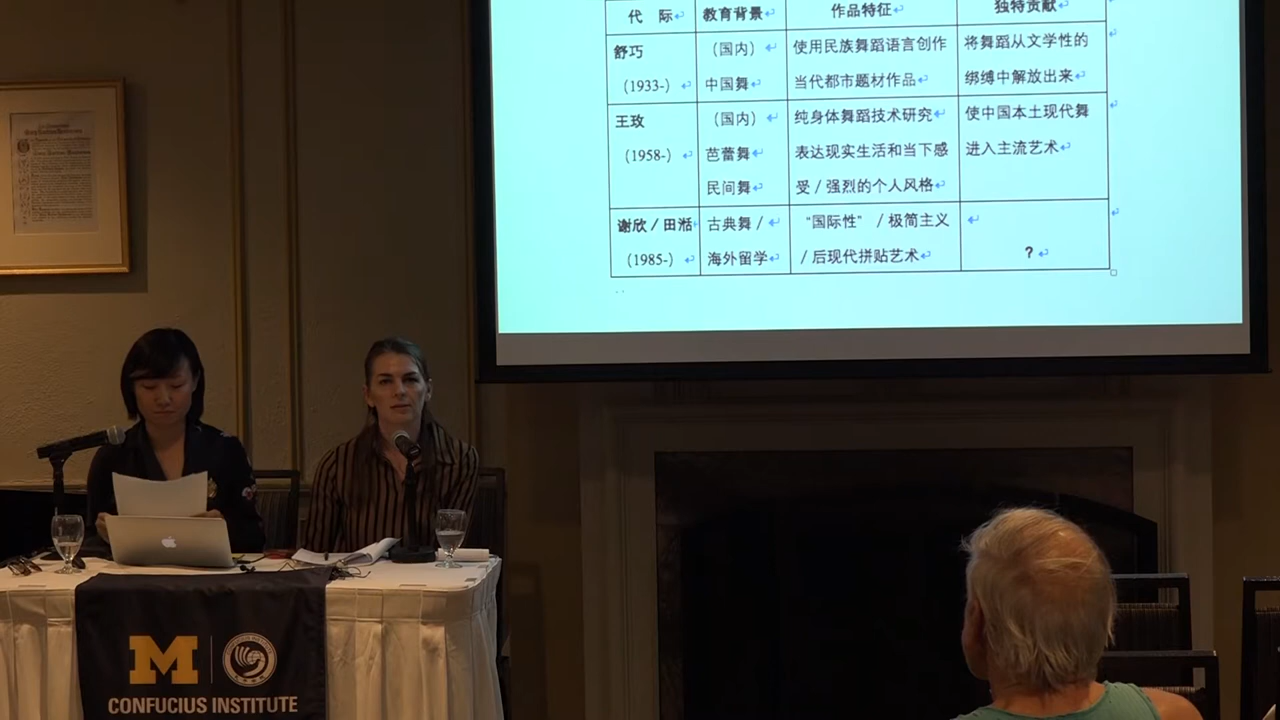 代 际 教育背景 作品特征 独特贡献
舒巧 （国内） 使用民族舞蹈语言创作 将舞蹈从文学性的
（1933-） 中国舞 当代都市题材作品 绑缚中解放出来
王玫 （国内） 纯身体舞蹈技术研究 使中国本土现代舞
（1958-） 芭蕾舞 表达现实生活和当下感 进入主流艺术
民间舞 受 / 强烈的个人风格
谢欣 / 田湉 古典舞 / “国际性” / 极简主义
（1985-） 海外留学 / 后现代拼贴艺术 ?
M
CONFUCIUS INSTITUTE